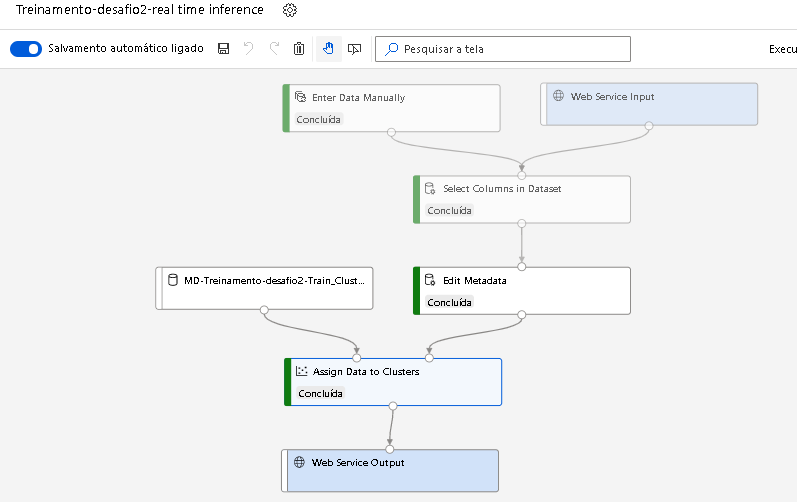 Treinamento-desafio2-real time inference
Salvamento automático ligado
Pesquisar a tela
Execu
Enter Data Manually
Concluída
Web Service Input
Select Columns in Dataset
Concluída
MD-Treinamento-desafio2-Train_Clust...
Edit Metadata
Concluída
Assign Data to Clusters
Concluída
Web Service Output